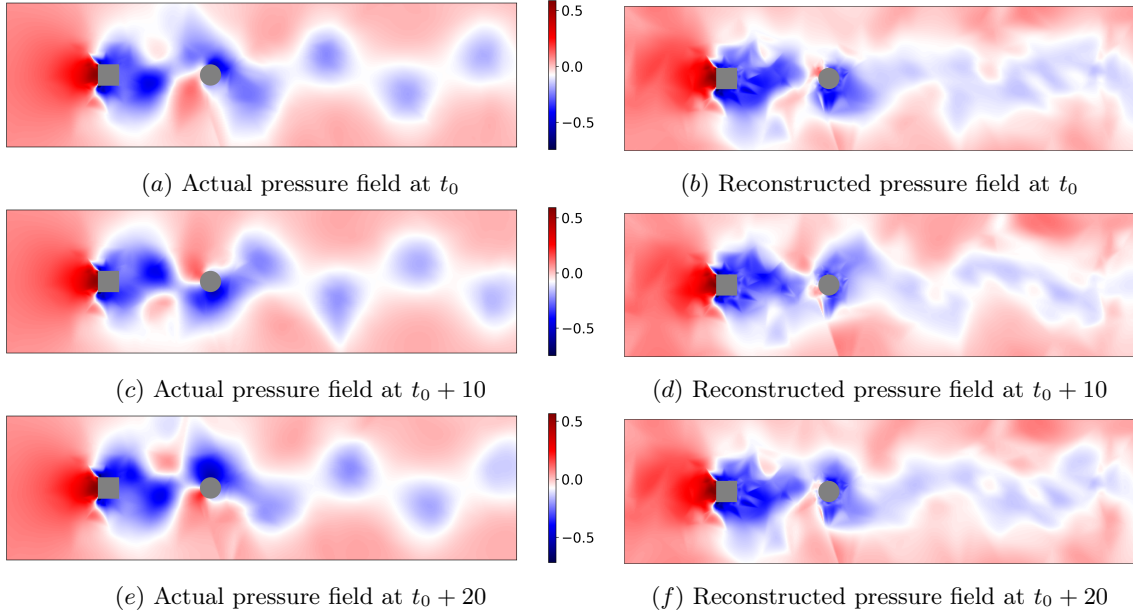 0.5
0.0
−0.5
(a) Actual pressure field at t₀
(b) Reconstructed pressure field at t₀
0.5
0.0
−0.5
(c) Actual pressure field at t₀ + 10
(d) Reconstructed pressure field at t₀ + 10
0.5
0.0
−0.5
(e) Actual pressure field at t₀ + 20
(f) Reconstructed pressure field at t₀ + 20